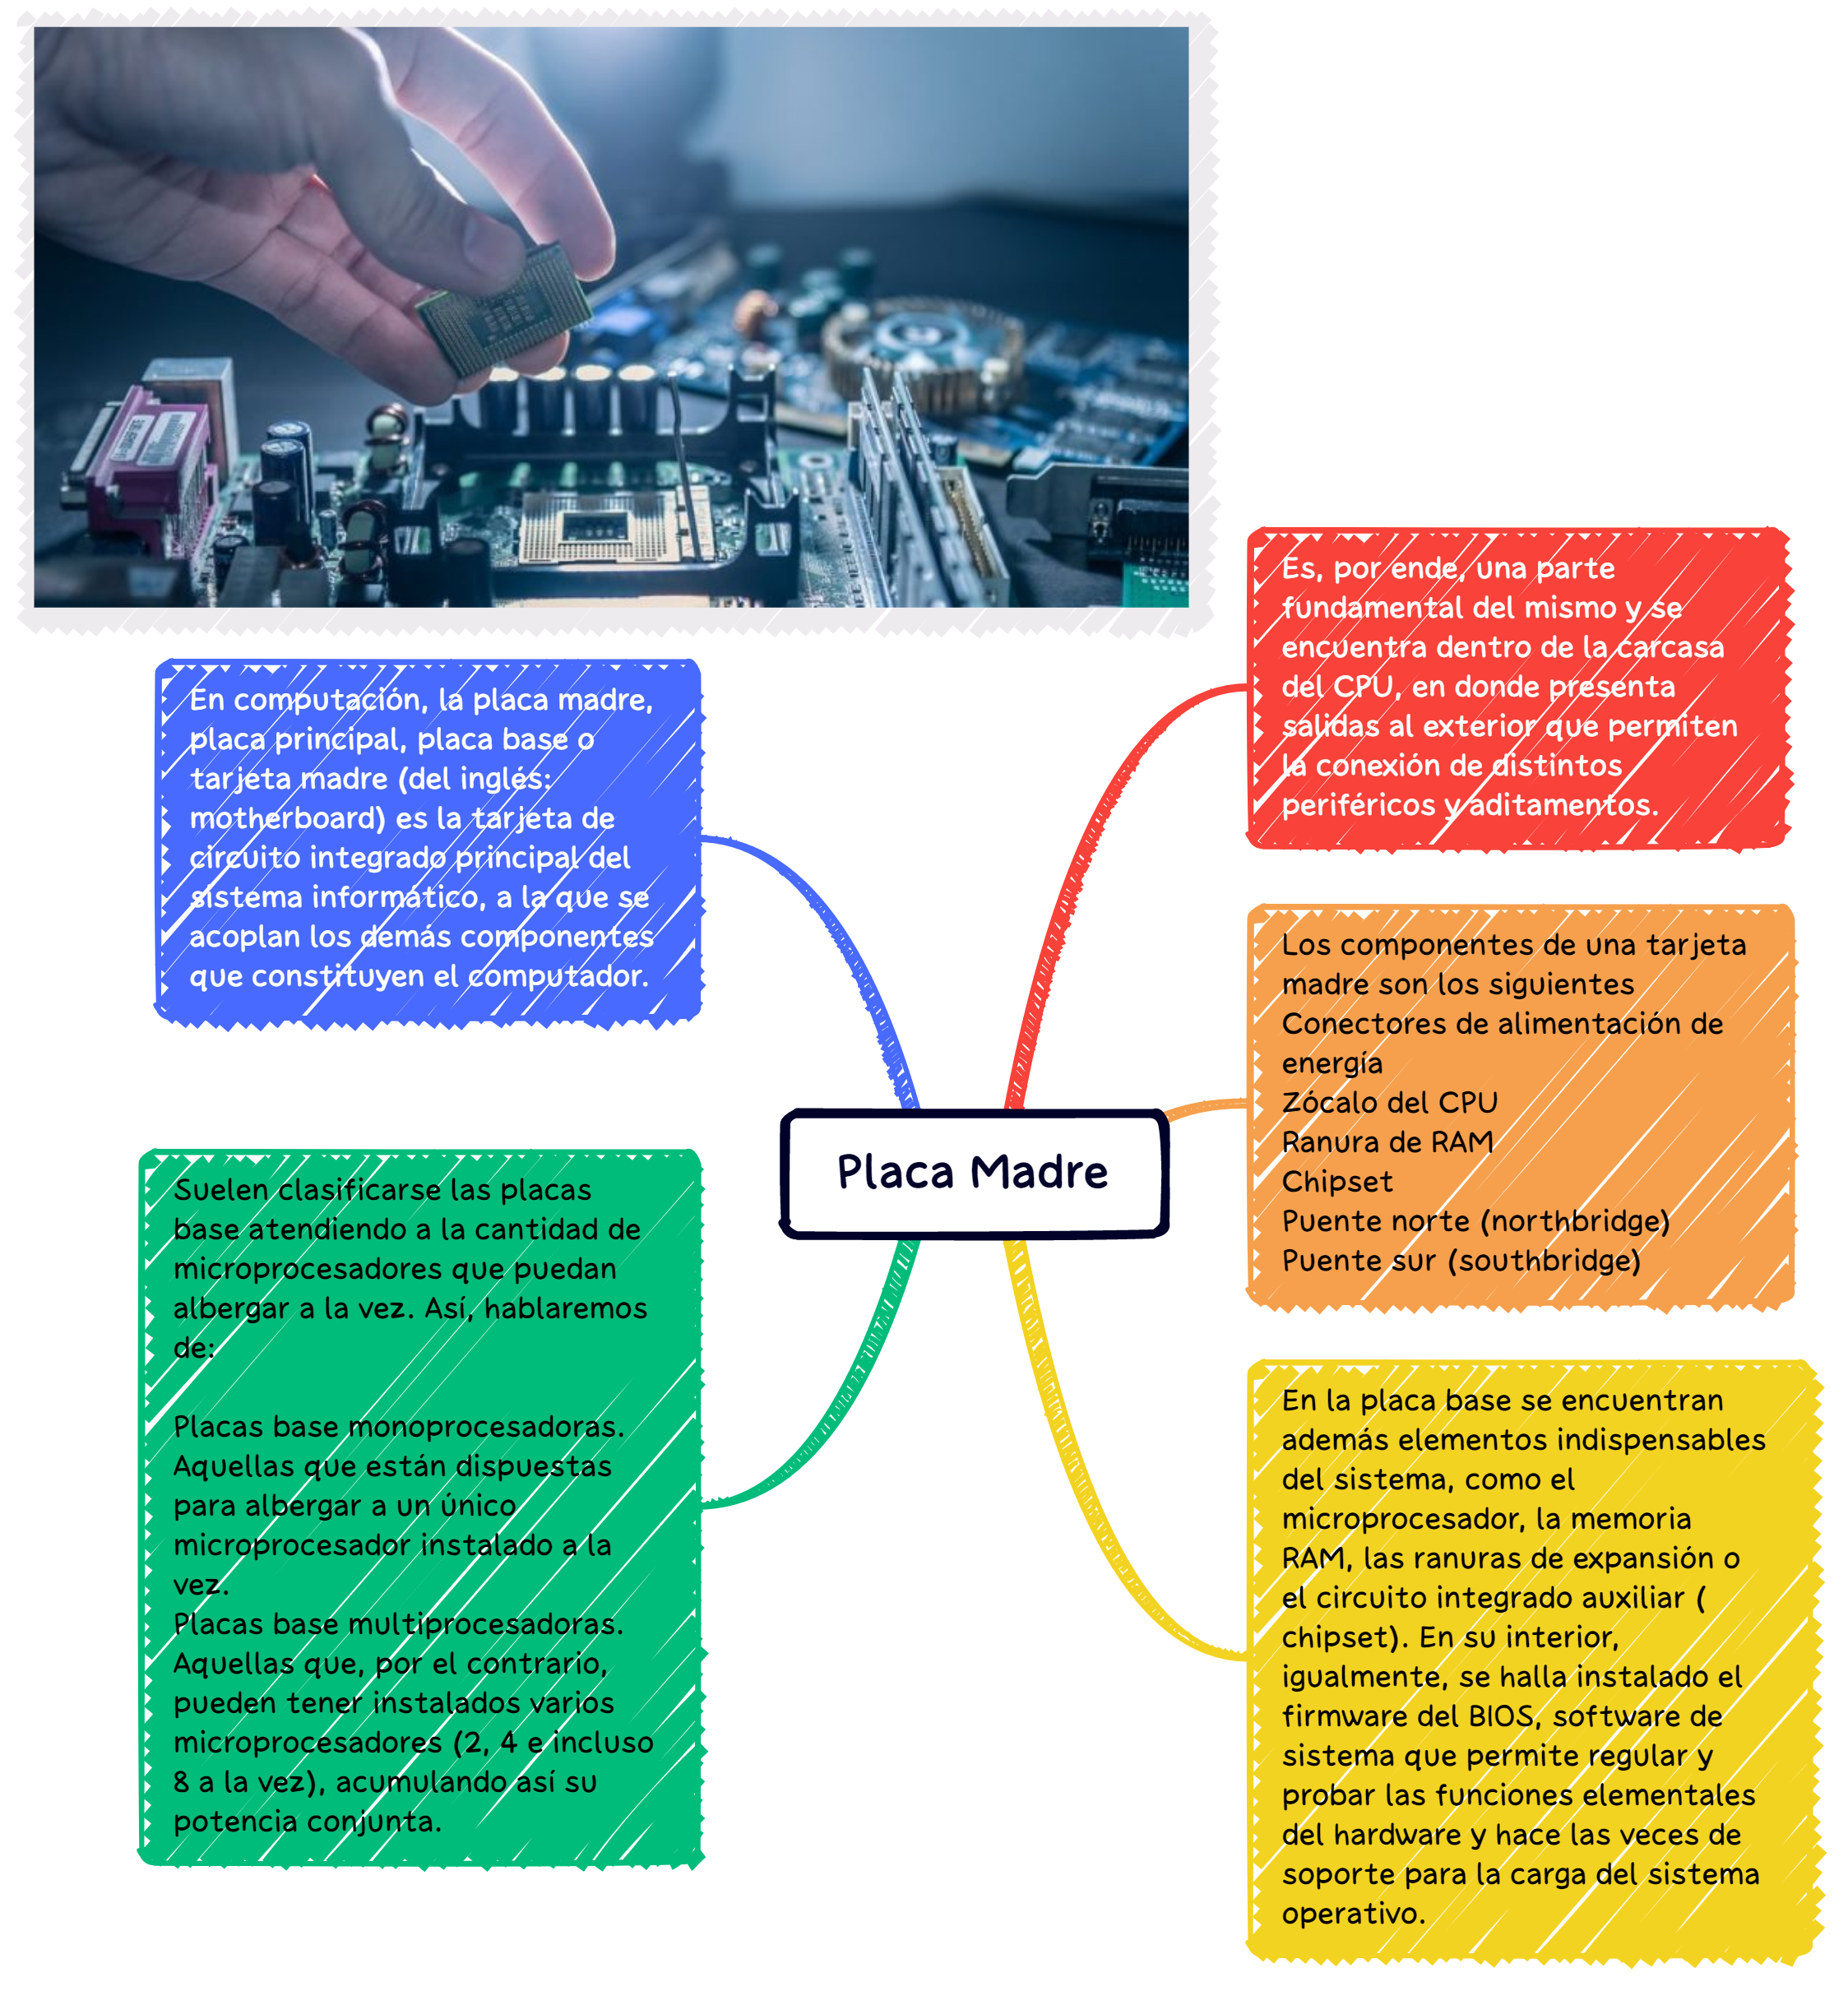 En computación, la placa madre,
placa principal, placa base o
tarjeta madre (del inglés:
motherboard) es la tarjeta de
circuito integrado principal del
sistema informático, a la que se
acoplan los demás componentes
que constituyen el computador.
Es, por ende, una parte
fundamental del mismo y se
encuentra dentro de la carcasa
del CPU, en donde presenta
salidas al exterior que permiten
la conexión de distintos
periféricos y aditamentos.
Los componentes de una tarjeta
madre son los siguientes
Conectores de alimentación de
energía
Zócalo del CPU
Ranura de RAM
Chipset
Puente norte (northbridge)
Puente sur (southbridge)
Placa Madre
Suelen clasificarse las placas
base atendiendo a la cantidad de
microprocesadores que puedan
albergar a la vez. Así, hablaremos
de:
Placas base monoprocesadoras.
Aquellas que están dispuestas
para albergar a un único
microprocesador instalado a la
vez.
Placas base multiprocesadoras.
Aquellas que, por el contrario,
pueden tener instalados varios
microprocesadores (2, 4 e incluso
8 a la vez), acumulando así su
potencia conjunta.
En la placa base se encuentran
además elementos indispensables
del sistema, como el
microprocesador, la memoria
RAM, las ranuras de expansión o
el circuito integrado auxiliar (
chipset). En su interior,
igualmente, se halla instalado el
firmware del BIOS, software de
sistema que permite regular y
probar las funciones elementales
del hardware y hace las veces de
soporte para la carga del sistema
operativo.